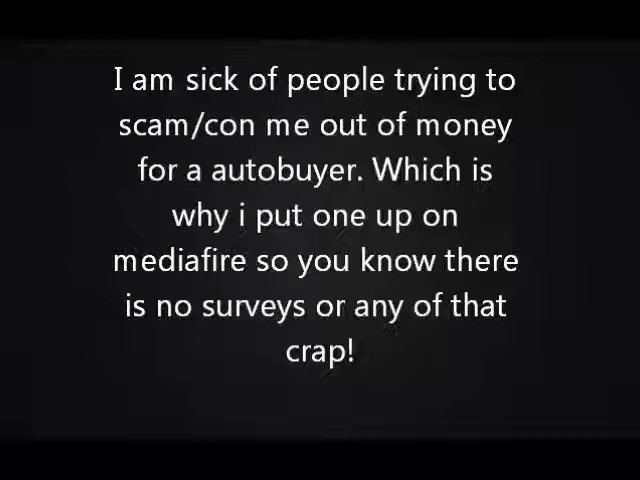 I am sick of people trying to
scam/con me out of money
for a autobuyer. Which is
why i put one up on
mediafire so you know there
is no surveys or any of that
crap!